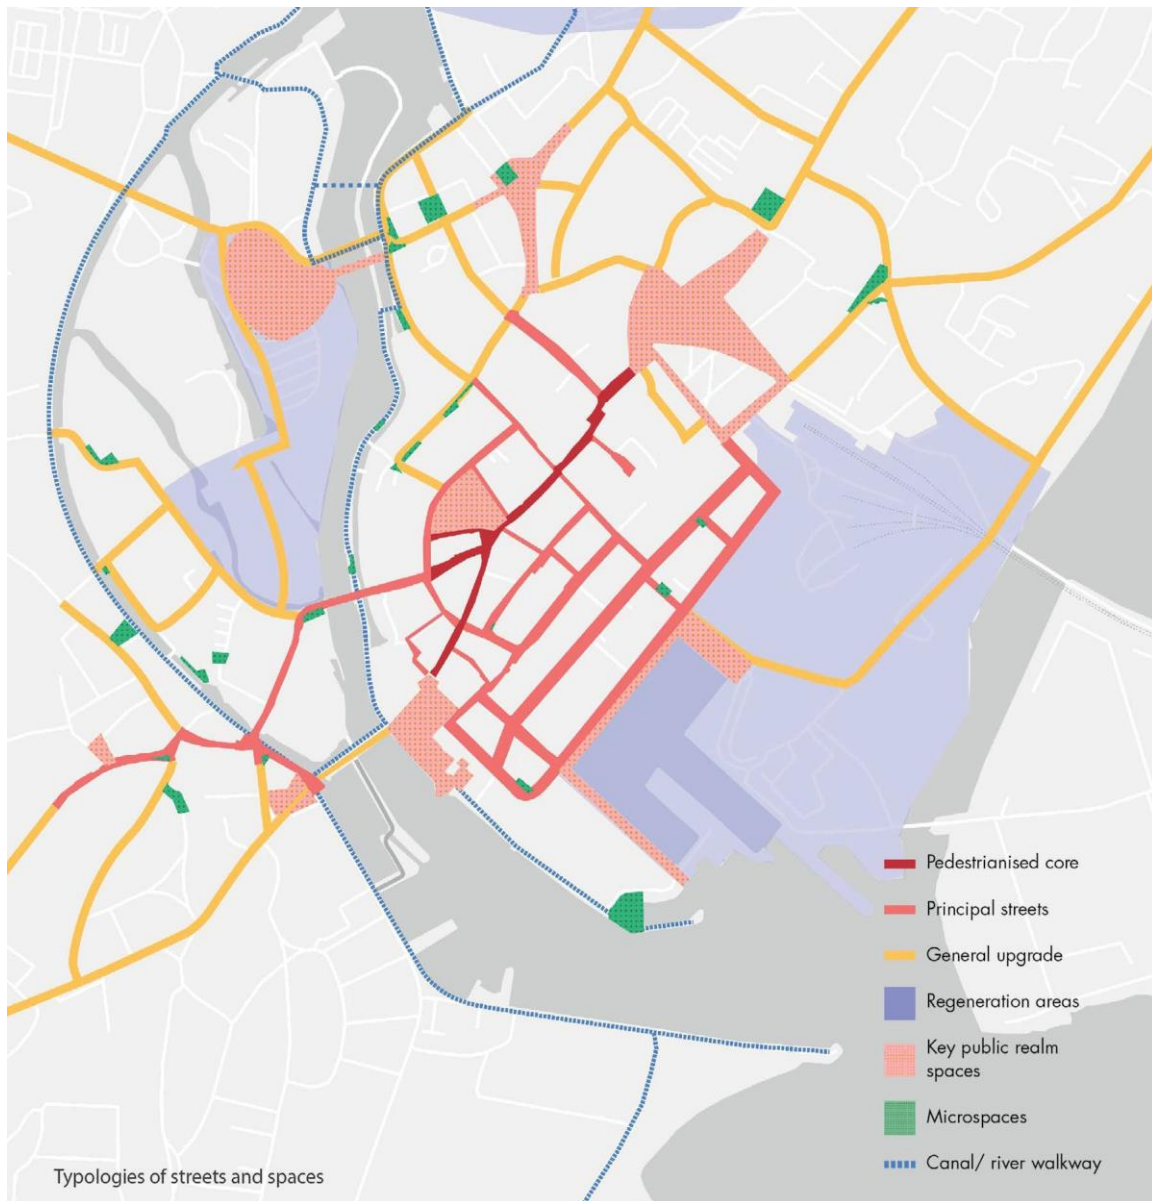 Pedestrianised core
Principal streets
General upgrade
Regeneration areas
Key public realm
spaces
Microspaces
Canal/ river walkway
Typologies of streets and spaces